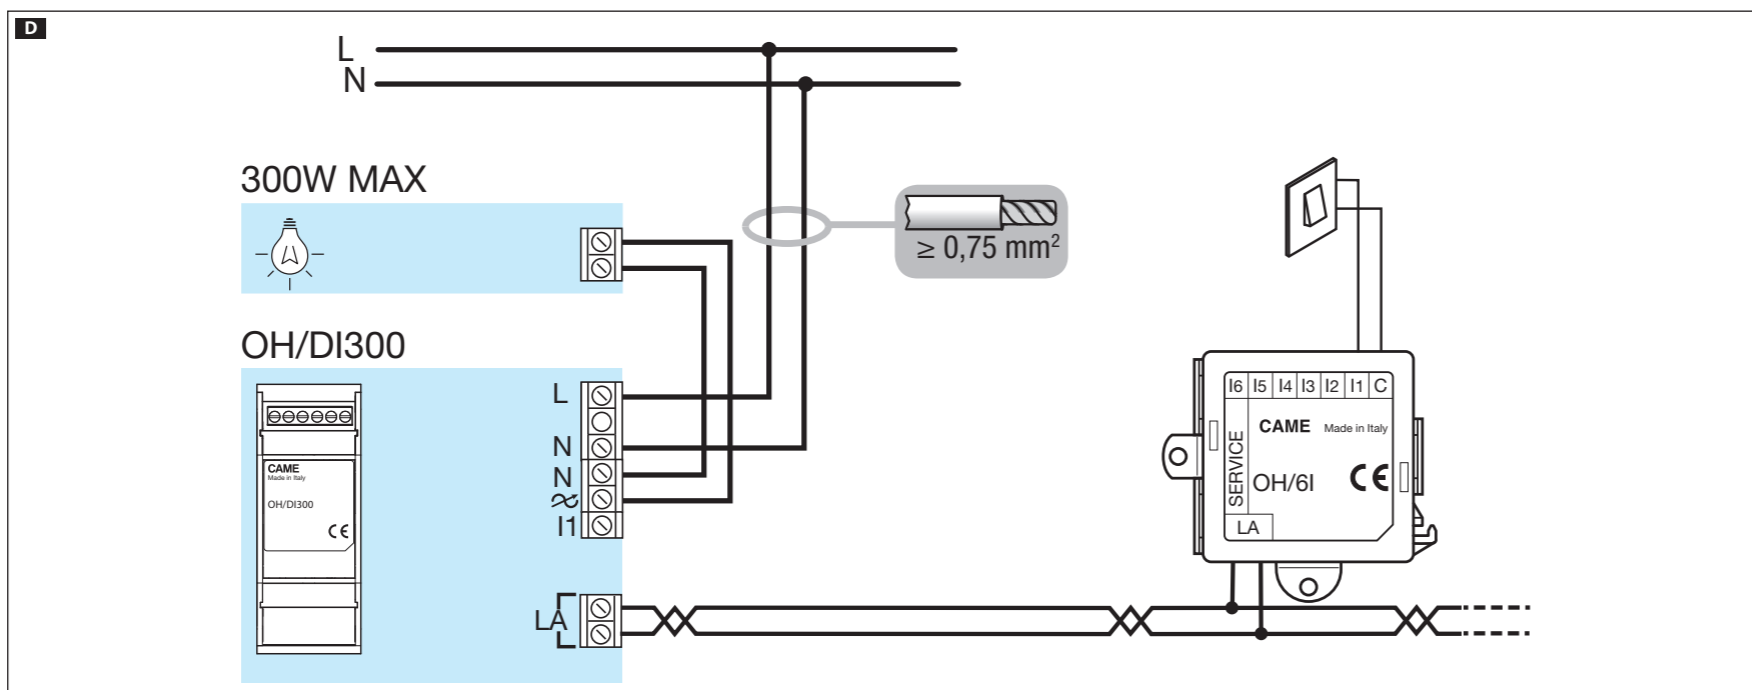 D
L
N
300W MAX
≥ 0,75 mm²
OH/DI300
L
N
N
I1
LA
CAME
Made in Italy
OH/DI300
CE
I6 I5 I4 I3 I2 I1 C
CAME Made in Italy
SERVICE
OH/6I CE
LA